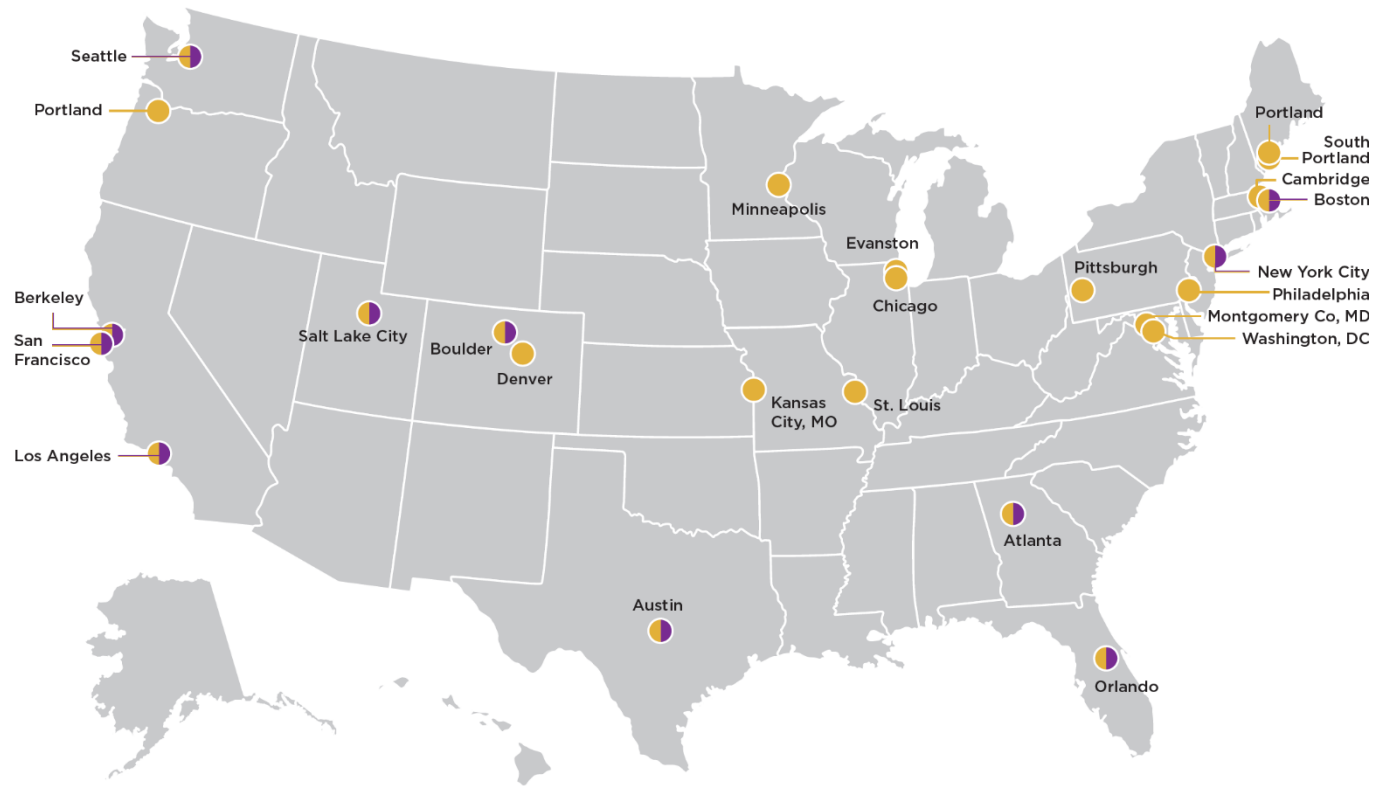 Seattle
Portland
Portland
South
Portland
Cambridge
Boston
Minneapolis
Evanston
Chicago
Pittsburgh
New York City
Philadelphia
Montgomery Co, MD
Washington, DC
Berkeley
San
Francisco
Salt Lake City
Boulder
Denver
Kansas
City, MO
St. Louis
Los Angeles
Atlanta
Austin
Orlando